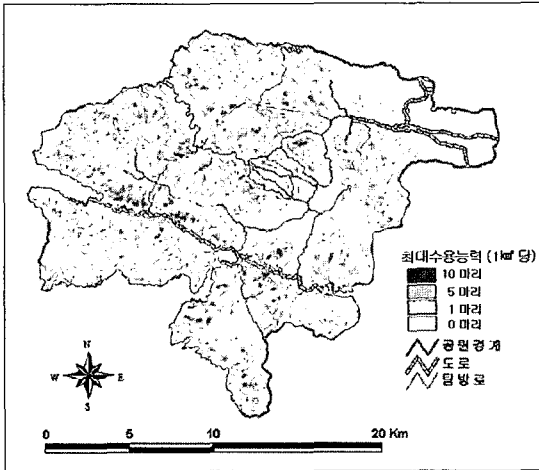 최대수용능력 (1㎢ 당)
10 마리
5 마리
1 마리
0 마리
공원경계
도로
탐방로
N
W E
S
0 5 10 20 Km